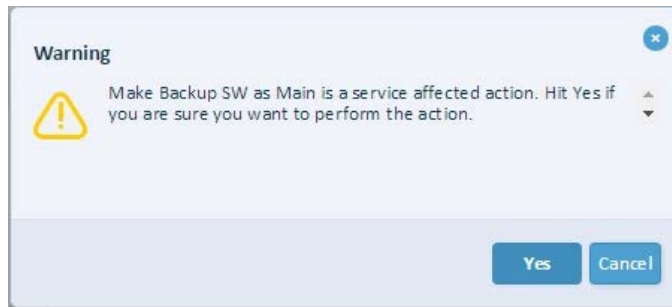 Warning
Make Backup SW as Main is a service affected action. Hit Yes if
you are sure you want to perform the action.
Yes
Cancel